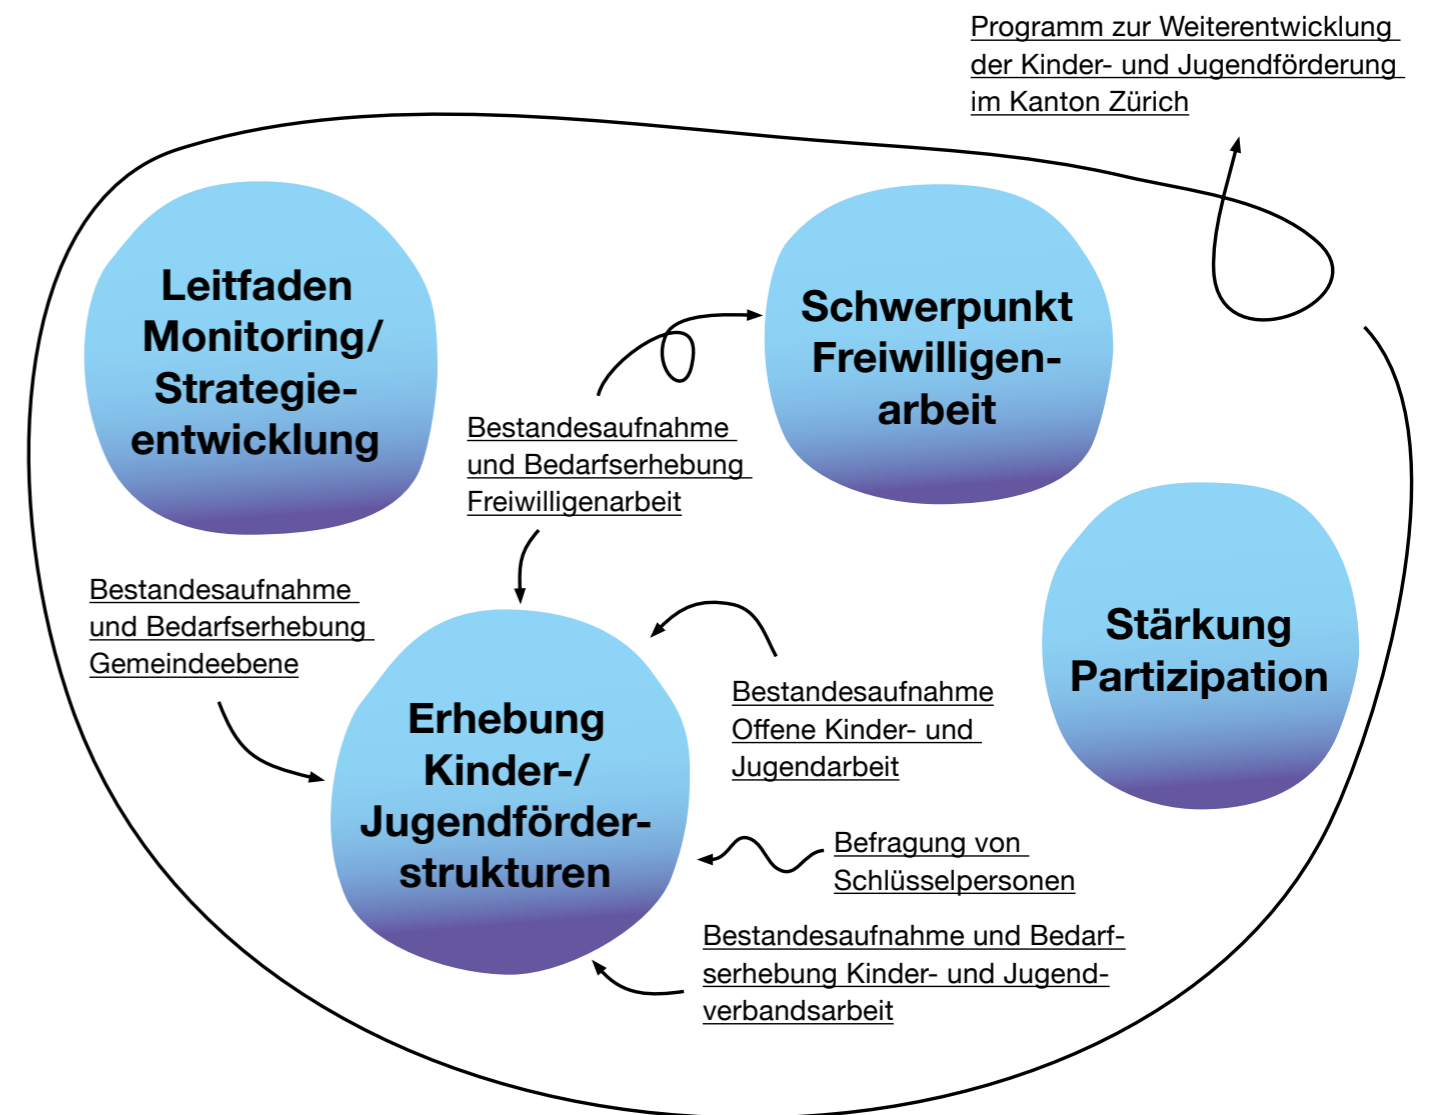 Programm zur Weiterentwicklung
der Kinder- und Jugendförderung
im Kanton Zürich
Leitfaden
Monitoring/
Strategie-
entwicklung
Schwerpunkt
Freiwilligen-
arbeit
Bestandesaufnahme
und Bedarfserhebung
Freiwilligenarbeit
Bestandesaufnahme
und Bedarfserhebung
Gemeindeebene
Stärkung
Partizipation
Erhebung
Kinder-/
Jugendförder-
strukturen
Bestandesaufnahme
Offene Kinder- und
Jugendarbeit
Befragung von
Schlüsselpersonen
Bestandesaufnahme und Bedarf-
serhebung Kinder- und Jugend-
verbandsarbeit